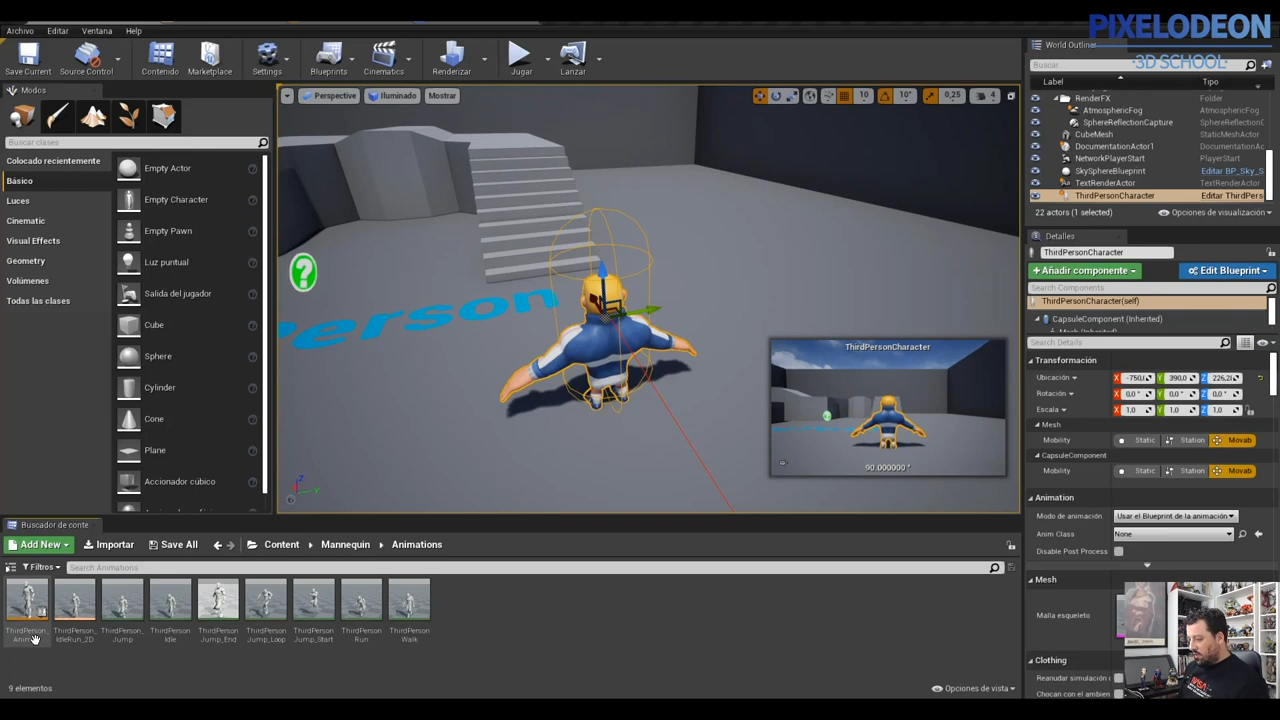 PIXELODEON
3D SCHOOL
Archivo Editar Ventana Help
Save Current Source Control Contenido Marketplace Settings Blueprints Cinematics Renderizar Jugar Lanzar
Modos
Buscar clases
Colocado recientemente
Básico
Luces
Cinematic
Visual Effects
Geometry
Volúmenes
Todas las clases
Empty Actor
Empty Character
Empty Pawn
Luz puntual
Salida del jugador
Cube
Sphere
Cylinder
Cone
Plane
Accionador cúbico
Perspective Iluminado Mostrar
10 10° 0,25 4
?
erson
ThirdPersonCharacter
90.000000 °
World Outliner
Buscar...
Label Tipo
RenderFX Folder
AtmosphericFog AtmosphericFog
SphereReflectionCapture SphereReflectionC
CubeMesh StaticMeshActor
DocumentationActor1 DocumentationAc
NetworkPlayerStart PlayerStart
SkySphereBlueprint Editar BP_Sky_S
TextRenderActor TextRenderActor
ThirdPersonCharacter Editar ThirdPers
22 actors (1 selected) Opciones de visualización
Detalles
ThirdPersonCharacter
Añadir componente Edit Blueprint
Search Components
ThirdPersonCharacter(self)
CapsuleComponent (Inherited)
Search Details
Transformación
Ubicación X -750,0 Y 390,0 Z 226,2
Rotación X 0,0° Y 0,0° Z 0,0°
Escala X 1,0 Y 1,0 Z 1,0
Mesh
Mobility Static Station Movab
CapsuleComponent
Mobility Static Station Movab
Animation
Modo de animación Usar el Blueprint de la animación
Anim Class None
Disable Post Process
Mesh
Malla esqueleto
Clothing
Reanudar simulación
Chocan con el ambien
Buscador de conte
Add New Importar Save All Content Mannequin Animations
Filtros Search Animations
ThirdPerson_
ThirdPerson_
IdleRun_2D
ThirdPerson_
Jump
ThirdPerson
Idle
ThirdPerson
Jump_End
ThirdPerson
Jump_Loop
ThirdPerson
Jump_Start
ThirdPerson
Run
ThirdPerson
Walk
9 elementos Opciones de vista